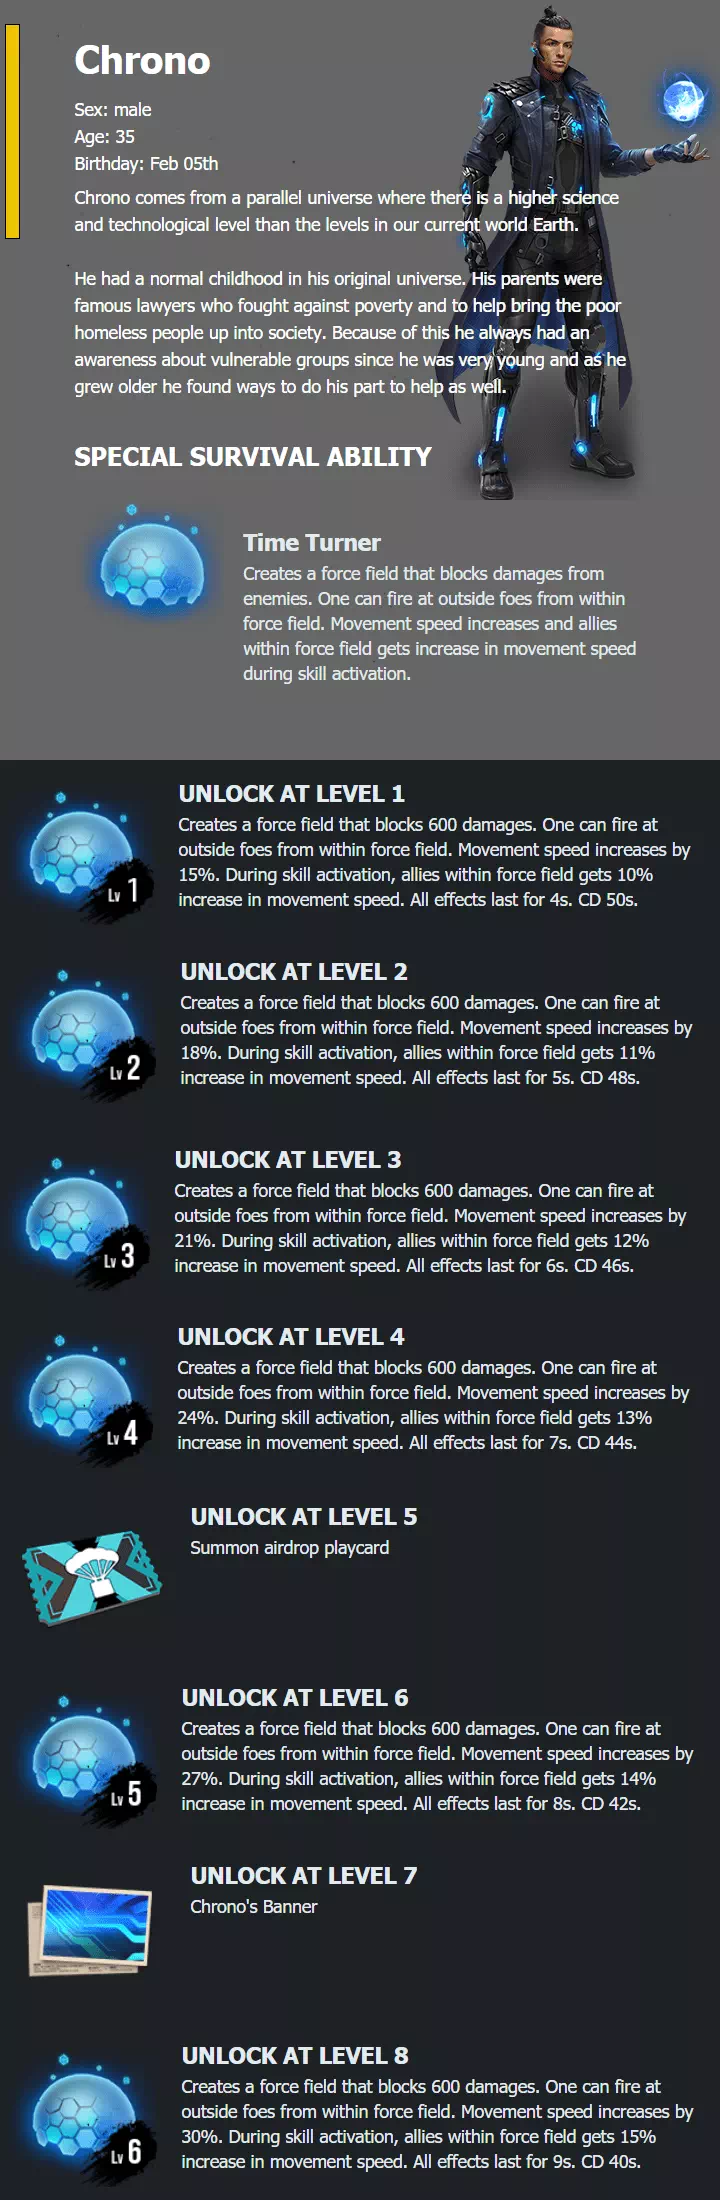 Chrono
Sex: male
Age: 35
Birthday: Feb 05th
Chrono comes from a parallel universe where there is a higher science
and technological level than the levels in our current world Earth.
He had a normal childhood in his original universe. His parents were
famous lawyers who fought against poverty and to help bring the poor
homeless people up into society. Because of this he always had an
awareness about vulnerable groups since he was very young and as he
grew older he found ways to do his part to help as well.
SPECIAL SURVIVAL ABILITY
Time Turner
Creates a force field that blocks damages from
enemies. One can fire at outside foes from within
force field. Movement speed increases and allies
within force field gets increase in movement speed
during skill activation.
UNLOCK AT LEVEL 1
Creates a force field that blocks 600 damages. One can fire at
outside foes from within force field. Movement speed increases by
15%. During skill activation, allies within force field gets 10%
increase in movement speed. All effects last for 4s. CD 50s.
Lv 1
UNLOCK AT LEVEL 2
Creates a force field that blocks 600 damages. One can fire at
outside foes from within force field. Movement speed increases by
18%. During skill activation, allies within force field gets 11%
increase in movement speed. All effects last for 5s. CD 48s.
Lv 2
UNLOCK AT LEVEL 3
Creates a force field that blocks 600 damages. One can fire at
outside foes from within force field. Movement speed increases by
21%. During skill activation, allies within force field gets 12%
increase in movement speed. All effects last for 6s. CD 46s.
Lv 3
UNLOCK AT LEVEL 4
Creates a force field that blocks 600 damages. One can fire at
outside foes from within force field. Movement speed increases by
24%. During skill activation, allies within force field gets 13%
increase in movement speed. All effects last for 7s. CD 44s.
Lv 4
UNLOCK AT LEVEL 5
Summon airdrop playcard
UNLOCK AT LEVEL 6
Creates a force field that blocks 600 damages. One can fire at
outside foes from within force field. Movement speed increases by
27%. During skill activation, allies within force field gets 14%
increase in movement speed. All effects last for 8s. CD 42s.
Lv 5
UNLOCK AT LEVEL 7
Chrono's Banner
UNLOCK AT LEVEL 8
Creates a force field that blocks 600 damages. One can fire at
outside foes from within force field. Movement speed increases by
30%. During skill activation, allies within force field gets 15%
increase in movement speed. All effects last for 9s. CD 40s.
Lv 6